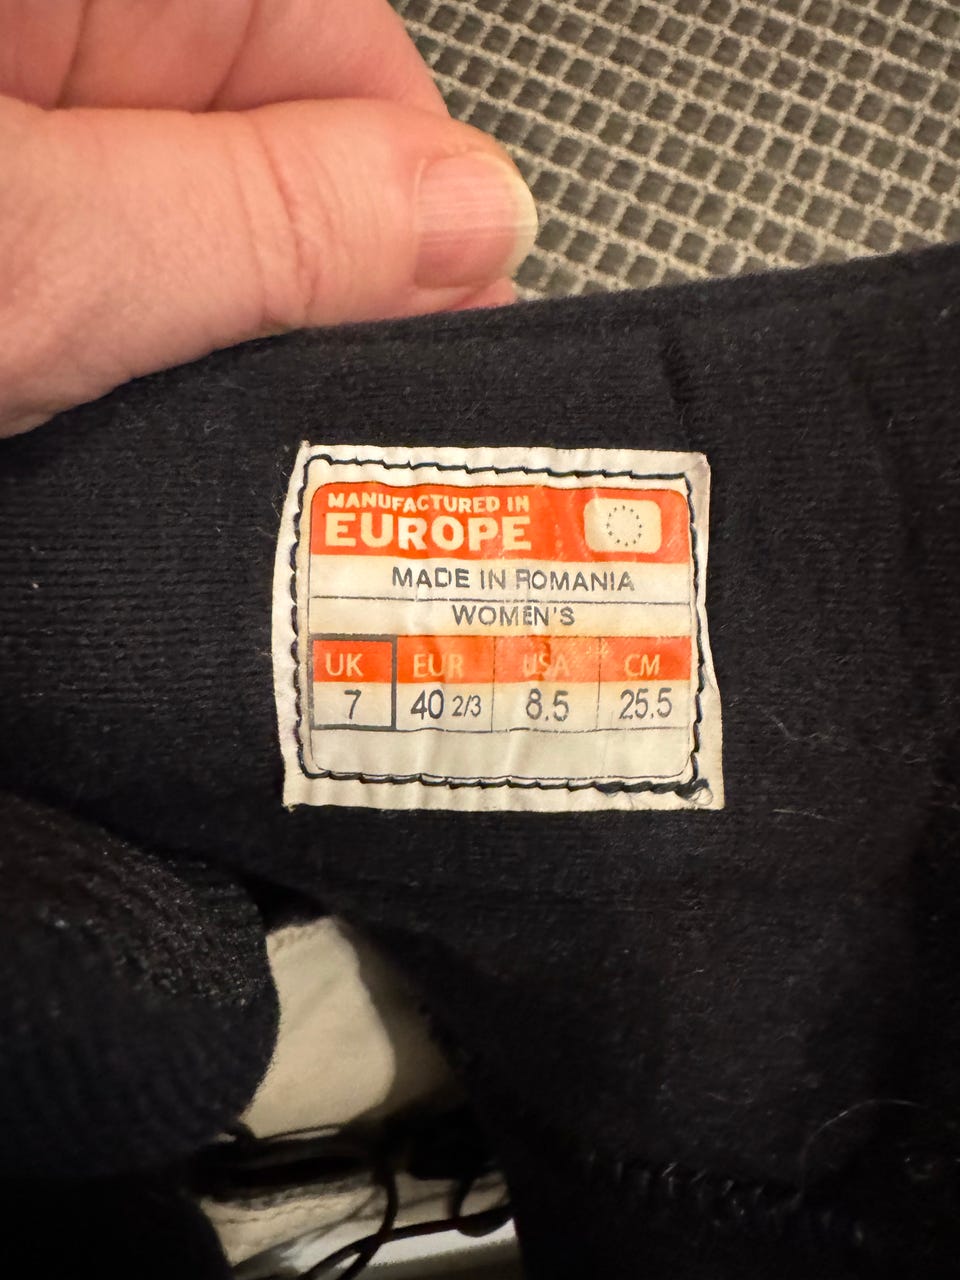 MANUFACTURED IN
EUROPE
MADE IN ROMANIA
WOMEN'S
UK EUR USA CM
7 40 2/3 8.5 25.5